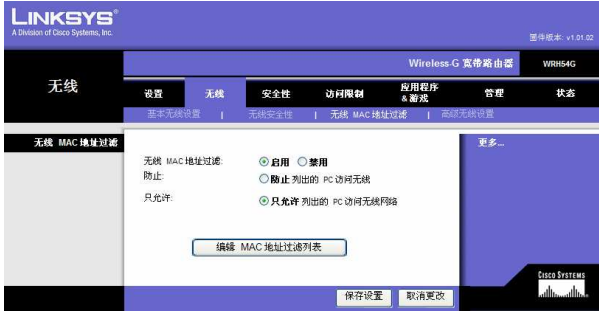 LINKSYS®
A Division of Cisco Systems, Inc.
固件版本: v1.01.02
无线
Wireless-G 宽带路由器
WRH54G
设置 无线 安全性 访问限制 应用程序 & 游戏 管理 状态
基本无线设置 | 无线安全性 | 无线 MAC 地址过滤 | 高级无线设置
无线 MAC 地址过滤
更多...
无线 MAC 地址过滤: 启用 禁用
防止: 防止 列出的 PC 访问无线
只允许: 只允许 列出的 PC 访问无线网络
编辑 MAC 地址过滤列表
保存设置 取消更改
CISCO SYSTEMS